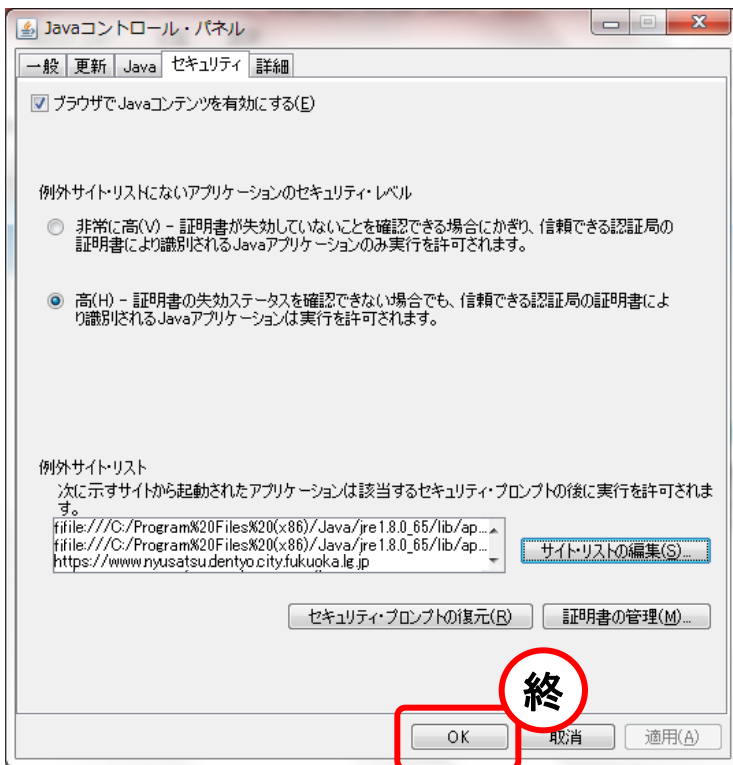 Javaコントロール・パネル
一般 更新 Java セキュリティ 詳細
ブラウザでJavaコンテンツを有効にする(E)
例外サイト・リストにないアプリケーションのセキュリティ・レベル
非常に高(V) - 証明書が失効していないことを確認できる場合にかぎり、信頼できる認証局の
証明書により識別されるJavaアプリケーションのみ実行を許可されます。
高(H) - 証明書の失効ステータスを確認できない場合でも、信頼できる認証局の証明書によ
り識別されるJavaアプリケーションは実行を許可されます。
例外サイト・リスト
次に示すサイトから起動されたアプリケーションは該当するセキュリティ・プロンプトの後に実行を許可されま
す。
fifile:///C:/Program%20Files%20(x86)/Java/jre1.8.0_65/lib/ap...
fifile:///C:/Program%20Files%20(x86)/Java/jre1.8.0_65/lib/ap...
https://www.nyusatsu.dentyo.city.fukuoka.lg.jp
サイト・リストの編集(S)...
セキュリティ・プロンプトの復元(R) 証明書の管理(M)...
終
OK 取消 適用(A)